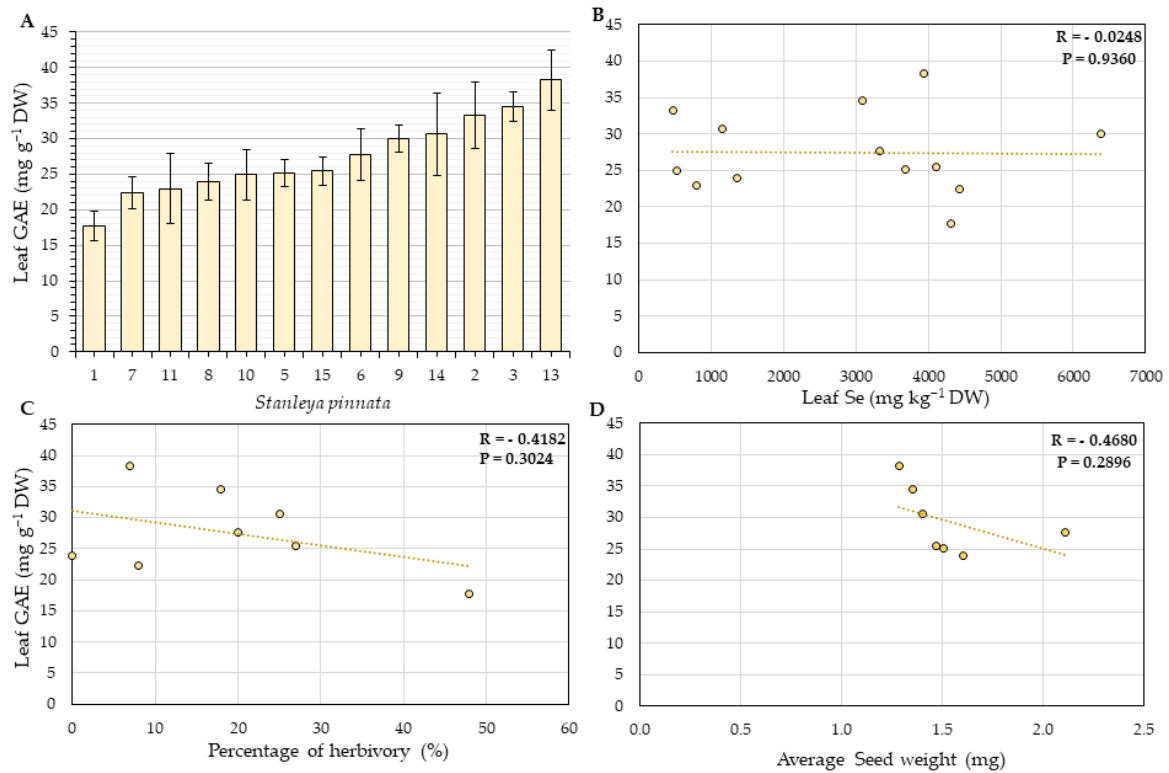 A
45
40
35
30
25
20
15
10
5
0
Leaf GAE (mg g⁻¹ DW)
1 7 11 8 10 5 15 6 9 14 2 3 13
Stanleya pinnata
B
R = - 0.0248
P = 0.9360
45
40
35
30
25
20
15
10
5
0
0 1000 2000 3000 4000 5000 6000 7000
Leaf Se (mg kg⁻¹ DW)
C
R = - 0.4182
P = 0.3024
45
40
35
30
25
20
15
10
5
0
Leaf GAE (mg g⁻¹ DW)
0 10 20 30 40 50 60
Percentage of herbivory (%)
D
R = - 0.4680
P = 0.2896
45
40
35
30
25
20
15
10
5
0
0.0 0.5 1.0 1.5 2.0 2.5
Average Seed weight (mg)